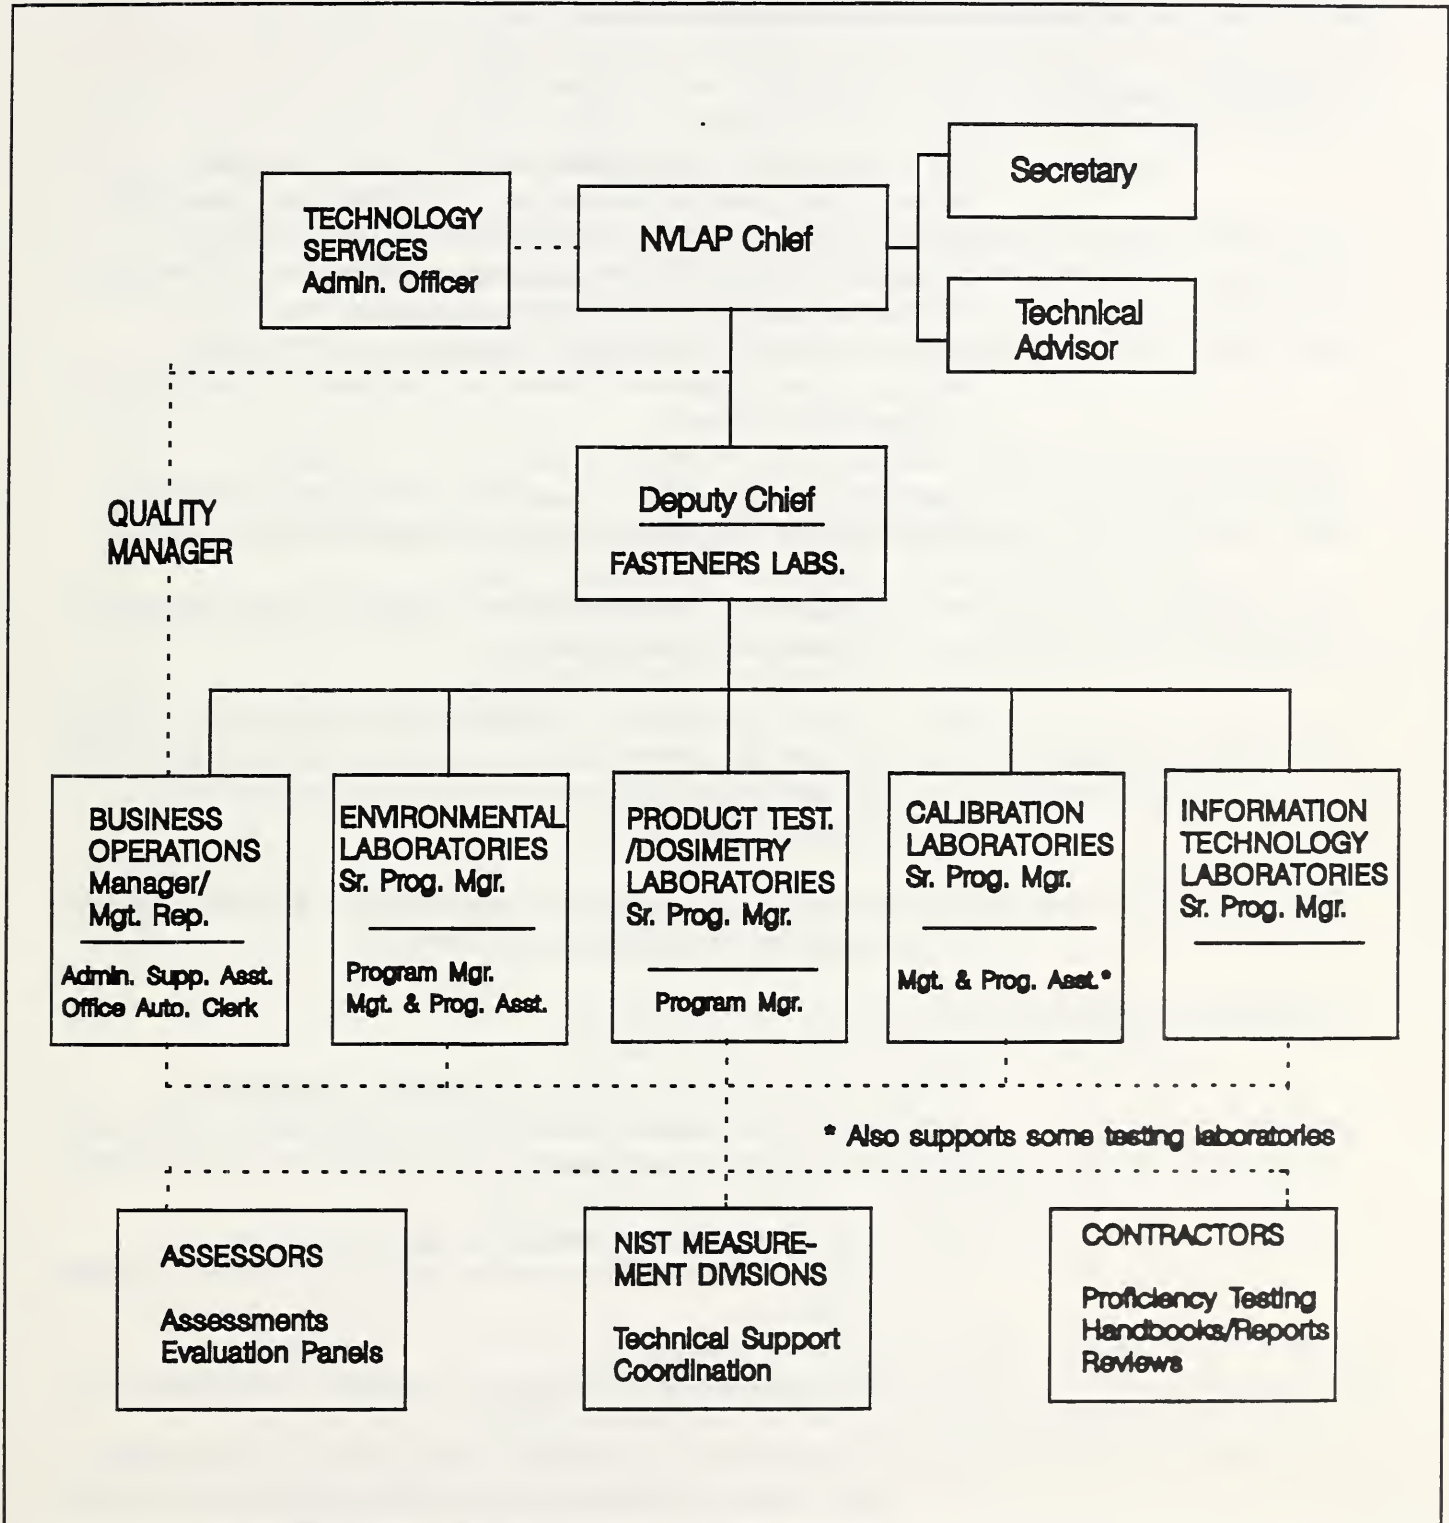 Secretary
TECHNOLOGY
SERVICES
Admin. Officer
NVLAP Chief
Technical
Advisor
QUALITY
MANAGER
Deputy Chief
FASTENERS LABS.
BUSINESS
OPERATIONS
Manager/
Mgt. Rep.
Admin. Supp. Asst.
Office Auto. Clerk
ENVIRONMENTAL
LABORATORIES
Sr. Prog. Mgr.
Program Mgr.
Mgt. & Prog. Asst.
PRODUCT TEST.
/DOSIMETRY
LABORATORIES
Sr. Prog. Mgr.
Program Mgr.
CALIBRATION
LABORATORIES
Sr. Prog. Mgr.
Mgt. & Prog. Asst.*
INFORMATION
TECHNOLOGY
LABORATORIES
Sr. Prog. Mgr.
* Also supports some testing laboratories
ASSESSORS
Assessments
Evaluation Panels
NIST MEASURE-
MENT DIVISIONS
Technical Support
Coordination
CONTRACTORS
Proficiency Testing
Handbooks/Reports
Reviews